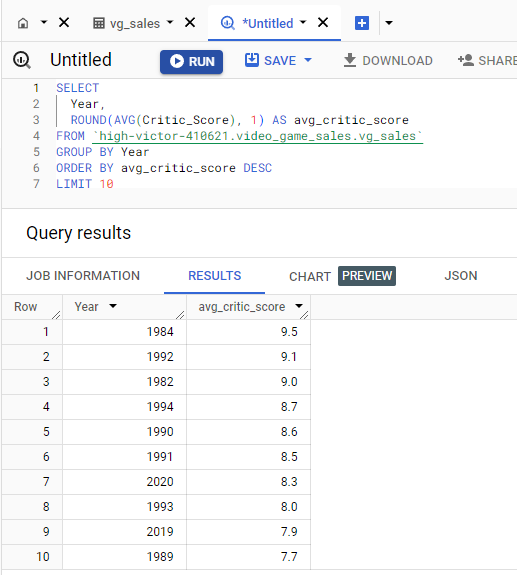 vg_sales *Untitled
Untitled RUN SAVE DOWNLOAD SHARE
1 SELECT
2 Year,
3 ROUND(AVG(Critic_Score), 1) AS avg_critic_score
4 FROM `high-victor-410621.video_game_sales.vg_sales`
5 GROUP BY Year
6 ORDER BY avg_critic_score DESC
7 LIMIT 10
Query results
JOB INFORMATION RESULTS CHART PREVIEW JSON
Row Year avg_critic_score
1 1984 9.5
2 1992 9.1
3 1982 9.0
4 1994 8.7
5 1990 8.6
6 1991 8.5
7 2020 8.3
8 1993 8.0
9 2019 7.9
10 1989 7.7